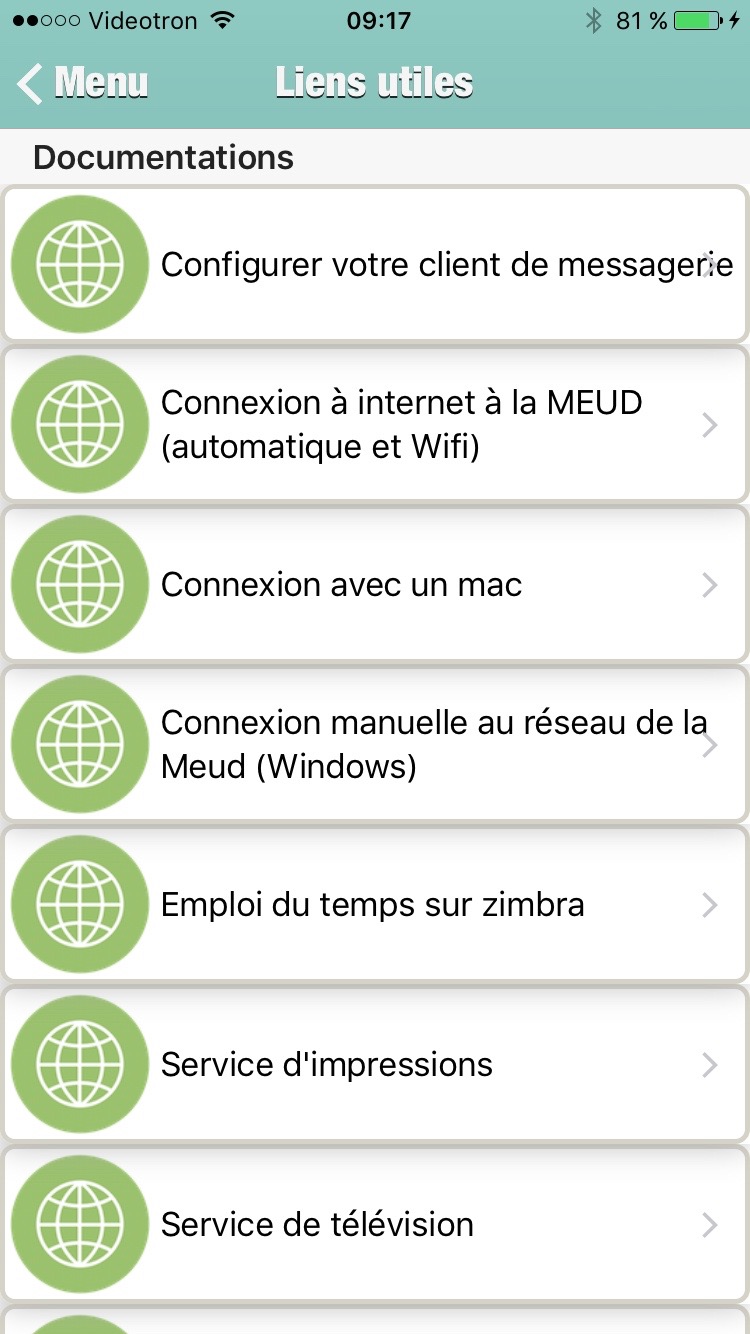 Videotron 09:17 81 %
Menu Liens utiles
Documentations
Configurer votre client de messagerie
Connexion à internet à la MEUD
(automatique et Wifi)
Connexion avec un mac
Connexion manuelle au réseau de la
Meud (Windows)
Emploi du temps sur zimbra
Service d'impressions
Service de télévision